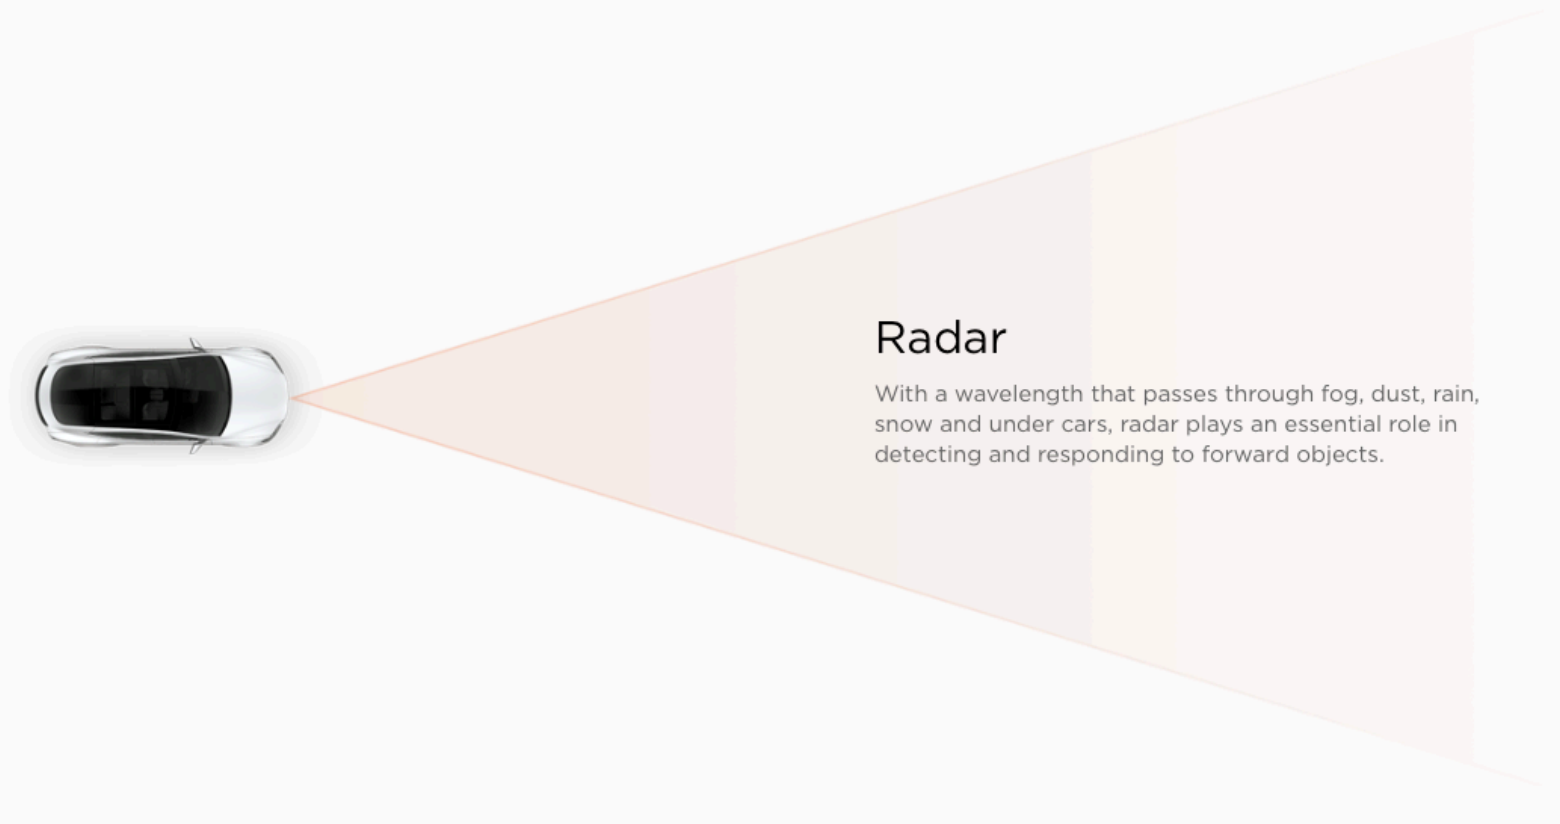 Radar
With a wavelength that passes through fog, dust, rain,
snow and under cars, radar plays an essential role in
detecting and responding to forward objects.